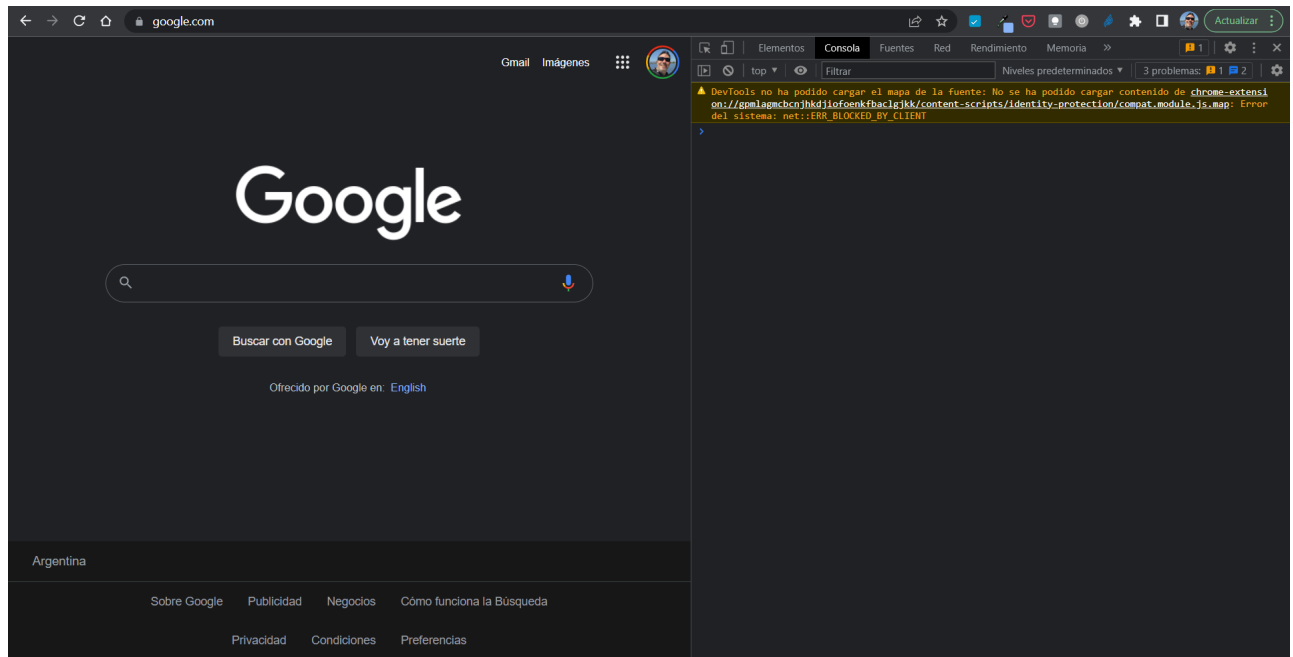 google.com
Actualizar
Gmail Imágenes
Google
Buscar con Google Voy a tener suerte
Ofrecido por Google en: English
Argentina
Sobre Google Publicidad Negocios Cómo funciona la Búsqueda
Privacidad Condiciones Preferencias
Elementos Consola Fuentes Red Rendimiento Memoria » 1
top Filtrar Niveles predeterminados 3 problemas: 1 2
DevTools no ha podido cargar el mapa de la fuente: No se ha podido cargar contenido de chrome-extensi
on://gpmlagmcbcnjhkdjiofoenkfbaclgjkk/content-scripts/identity-protection/compat.module.js.map: Error
del sistema: net::ERR_BLOCKED_BY_CLIENT